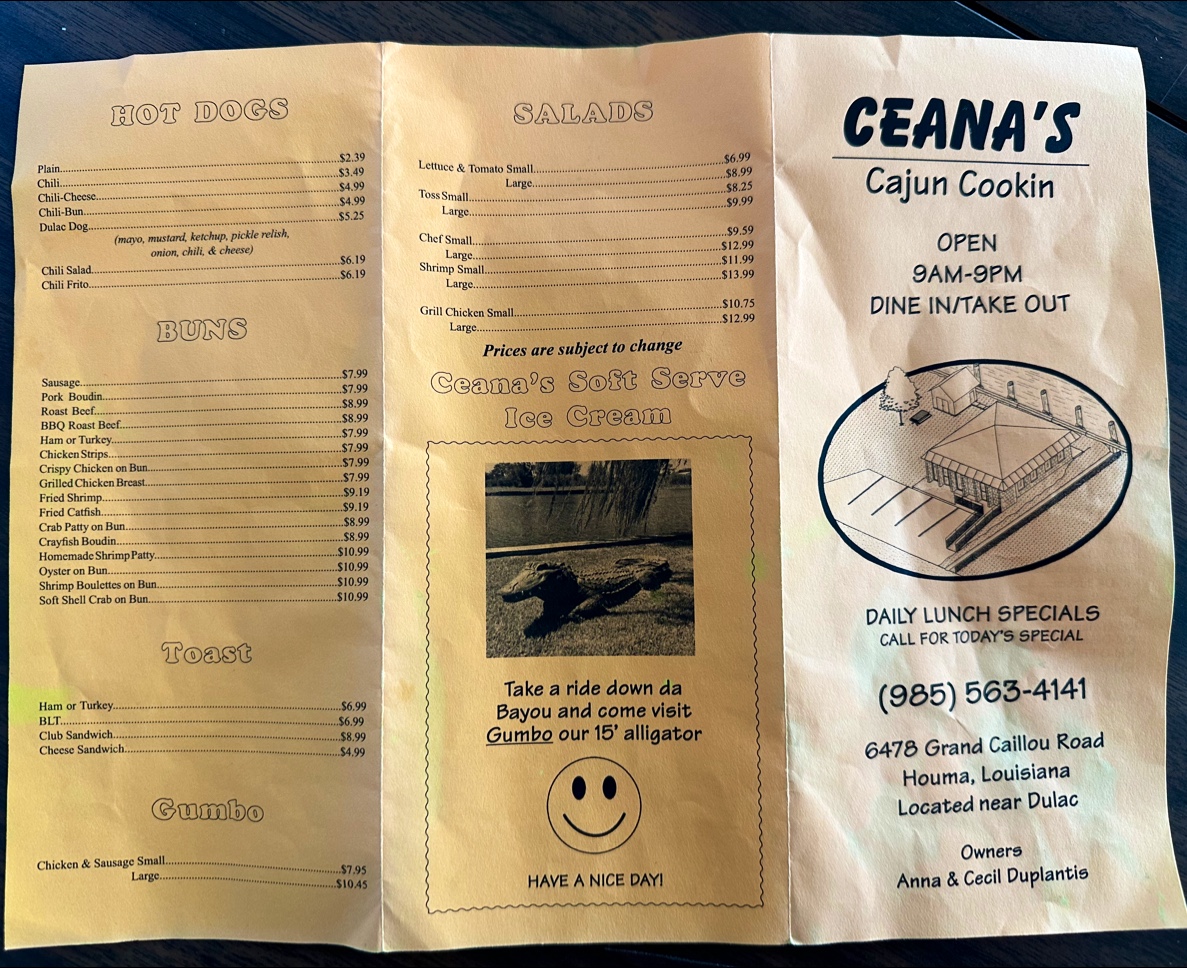 HOT DOGS
Plain $2.39
Chili $3.49
Chili-Cheese $4.99
Chili-Bun $4.99
Dulac Dog $5.25
(mayo, mustard, ketchup, pickle relish,
onion, chili, & cheese)
Chili Salad $6.19
Chili Frito $6.19
BUNS
Sausage $7.99
Pork Boudin $7.99
Roast Beef $8.99
BBQ Roast Beef $8.99
Ham or Turkey $7.99
Chicken Strips $7.99
Crispy Chicken on Bun $7.99
Grilled Chicken Breast $7.99
Fried Shrimp $9.19
Fried Catfish $9.19
Crab Patty on Bun $8.99
Crayfish Boudin $8.99
Homemade Shrimp Patty $10.99
Oyster on Bun $10.99
Shrimp Boulettes on Bun $10.99
Soft Shell Crab on Bun $10.99
Toast
Ham or Turkey $6.99
BLT $6.99
Club Sandwich $8.99
Cheese Sandwich $4.99
Gumbo
Chicken & Sausage Small $7.95
Large $10.45
SALADS
Lettuce & Tomato Small $6.99
Large $8.99
Toss Small $8.25
Large $9.99
Chef Small $9.59
Large $12.99
Shrimp Small $11.99
Large $13.99
Grill Chicken Small $10.75
Large $12.99
Prices are subject to change
Ceana's Soft Serve
Ice Cream
Take a ride down da
Bayou and come visit
Gumbo our 15' alligator
HAVE A NICE DAY!
CEANA'S
Cajun Cookin
OPEN
9AM-9PM
DINE IN/TAKE OUT
DAILY LUNCH SPECIALS
CALL FOR TODAY'S SPECIAL
(985) 563-4141
6478 Grand Caillou Road
Houma, Louisiana
Located near Dulac
Owners
Anna & Cecil Duplantis